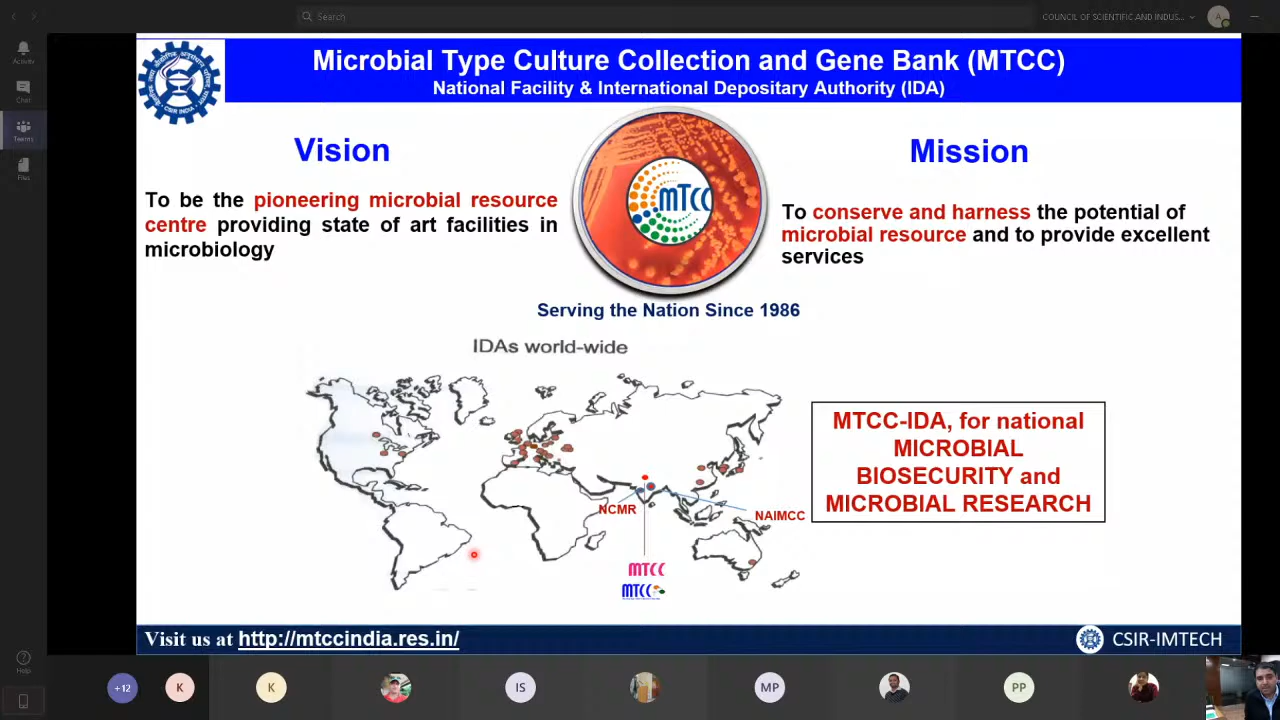 Search
COUNCIL OF SCIENTIFIC AND INDUS...
A
Activity
Chat
Teams
Files
Help
CSIR INDIA
Microbial Type Culture Collection and Gene Bank (MTCC)
National Facility & International Depositary Authority (IDA)
Vision
To be the pioneering microbial resource
centre providing state of art facilities in
microbiology
mTCC
Mission
To conserve and harness the potential of
microbial resource and to provide excellent
services
Serving the Nation Since 1986
IDAs world-wide
NCMR
NAIMCC
mTCC
mTCC
MTCC-IDA, for national
MICROBIAL
BIOSECURITY and
MICROBIAL RESEARCH
Visit us at http://mtccindia.res.in/
CSIR-IMTECH
+12
K
K
IS
MP
PP